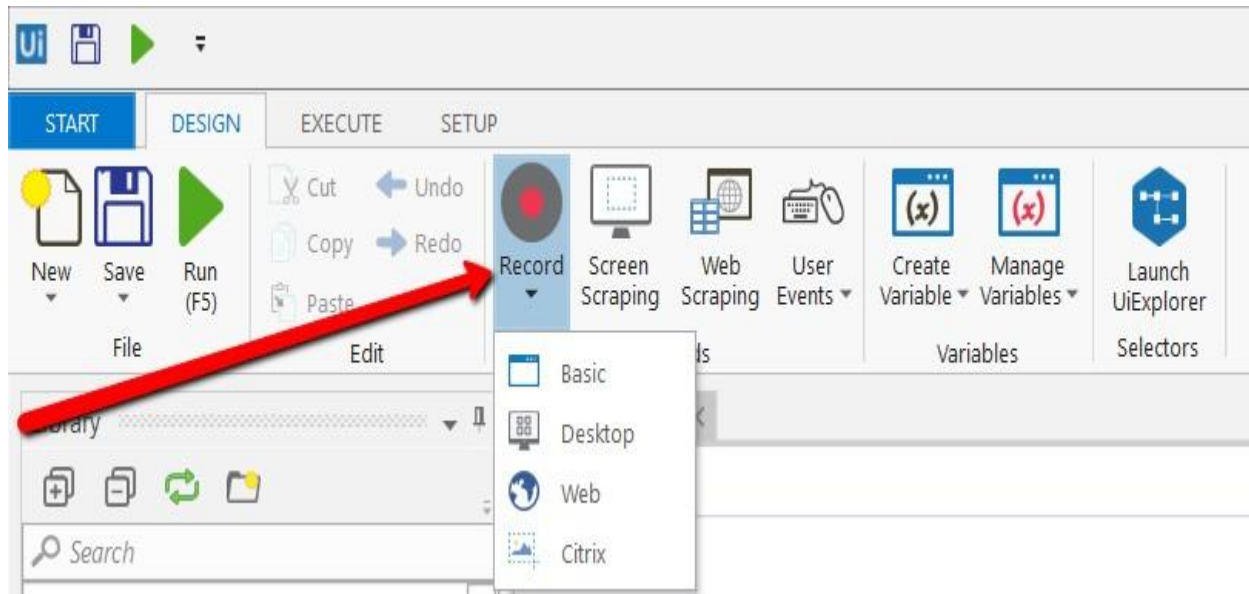 Ui
START DESIGN EXECUTE SETUP
Cut Undo
Copy Redo
Paste
New Save Run (F5)
Record Screen Scraping Web Scraping User Events Create Variable Manage Variables Launch UiExplorer
File Edit ds Variables Selectors
Basic
Desktop
Web
Citrix
Search